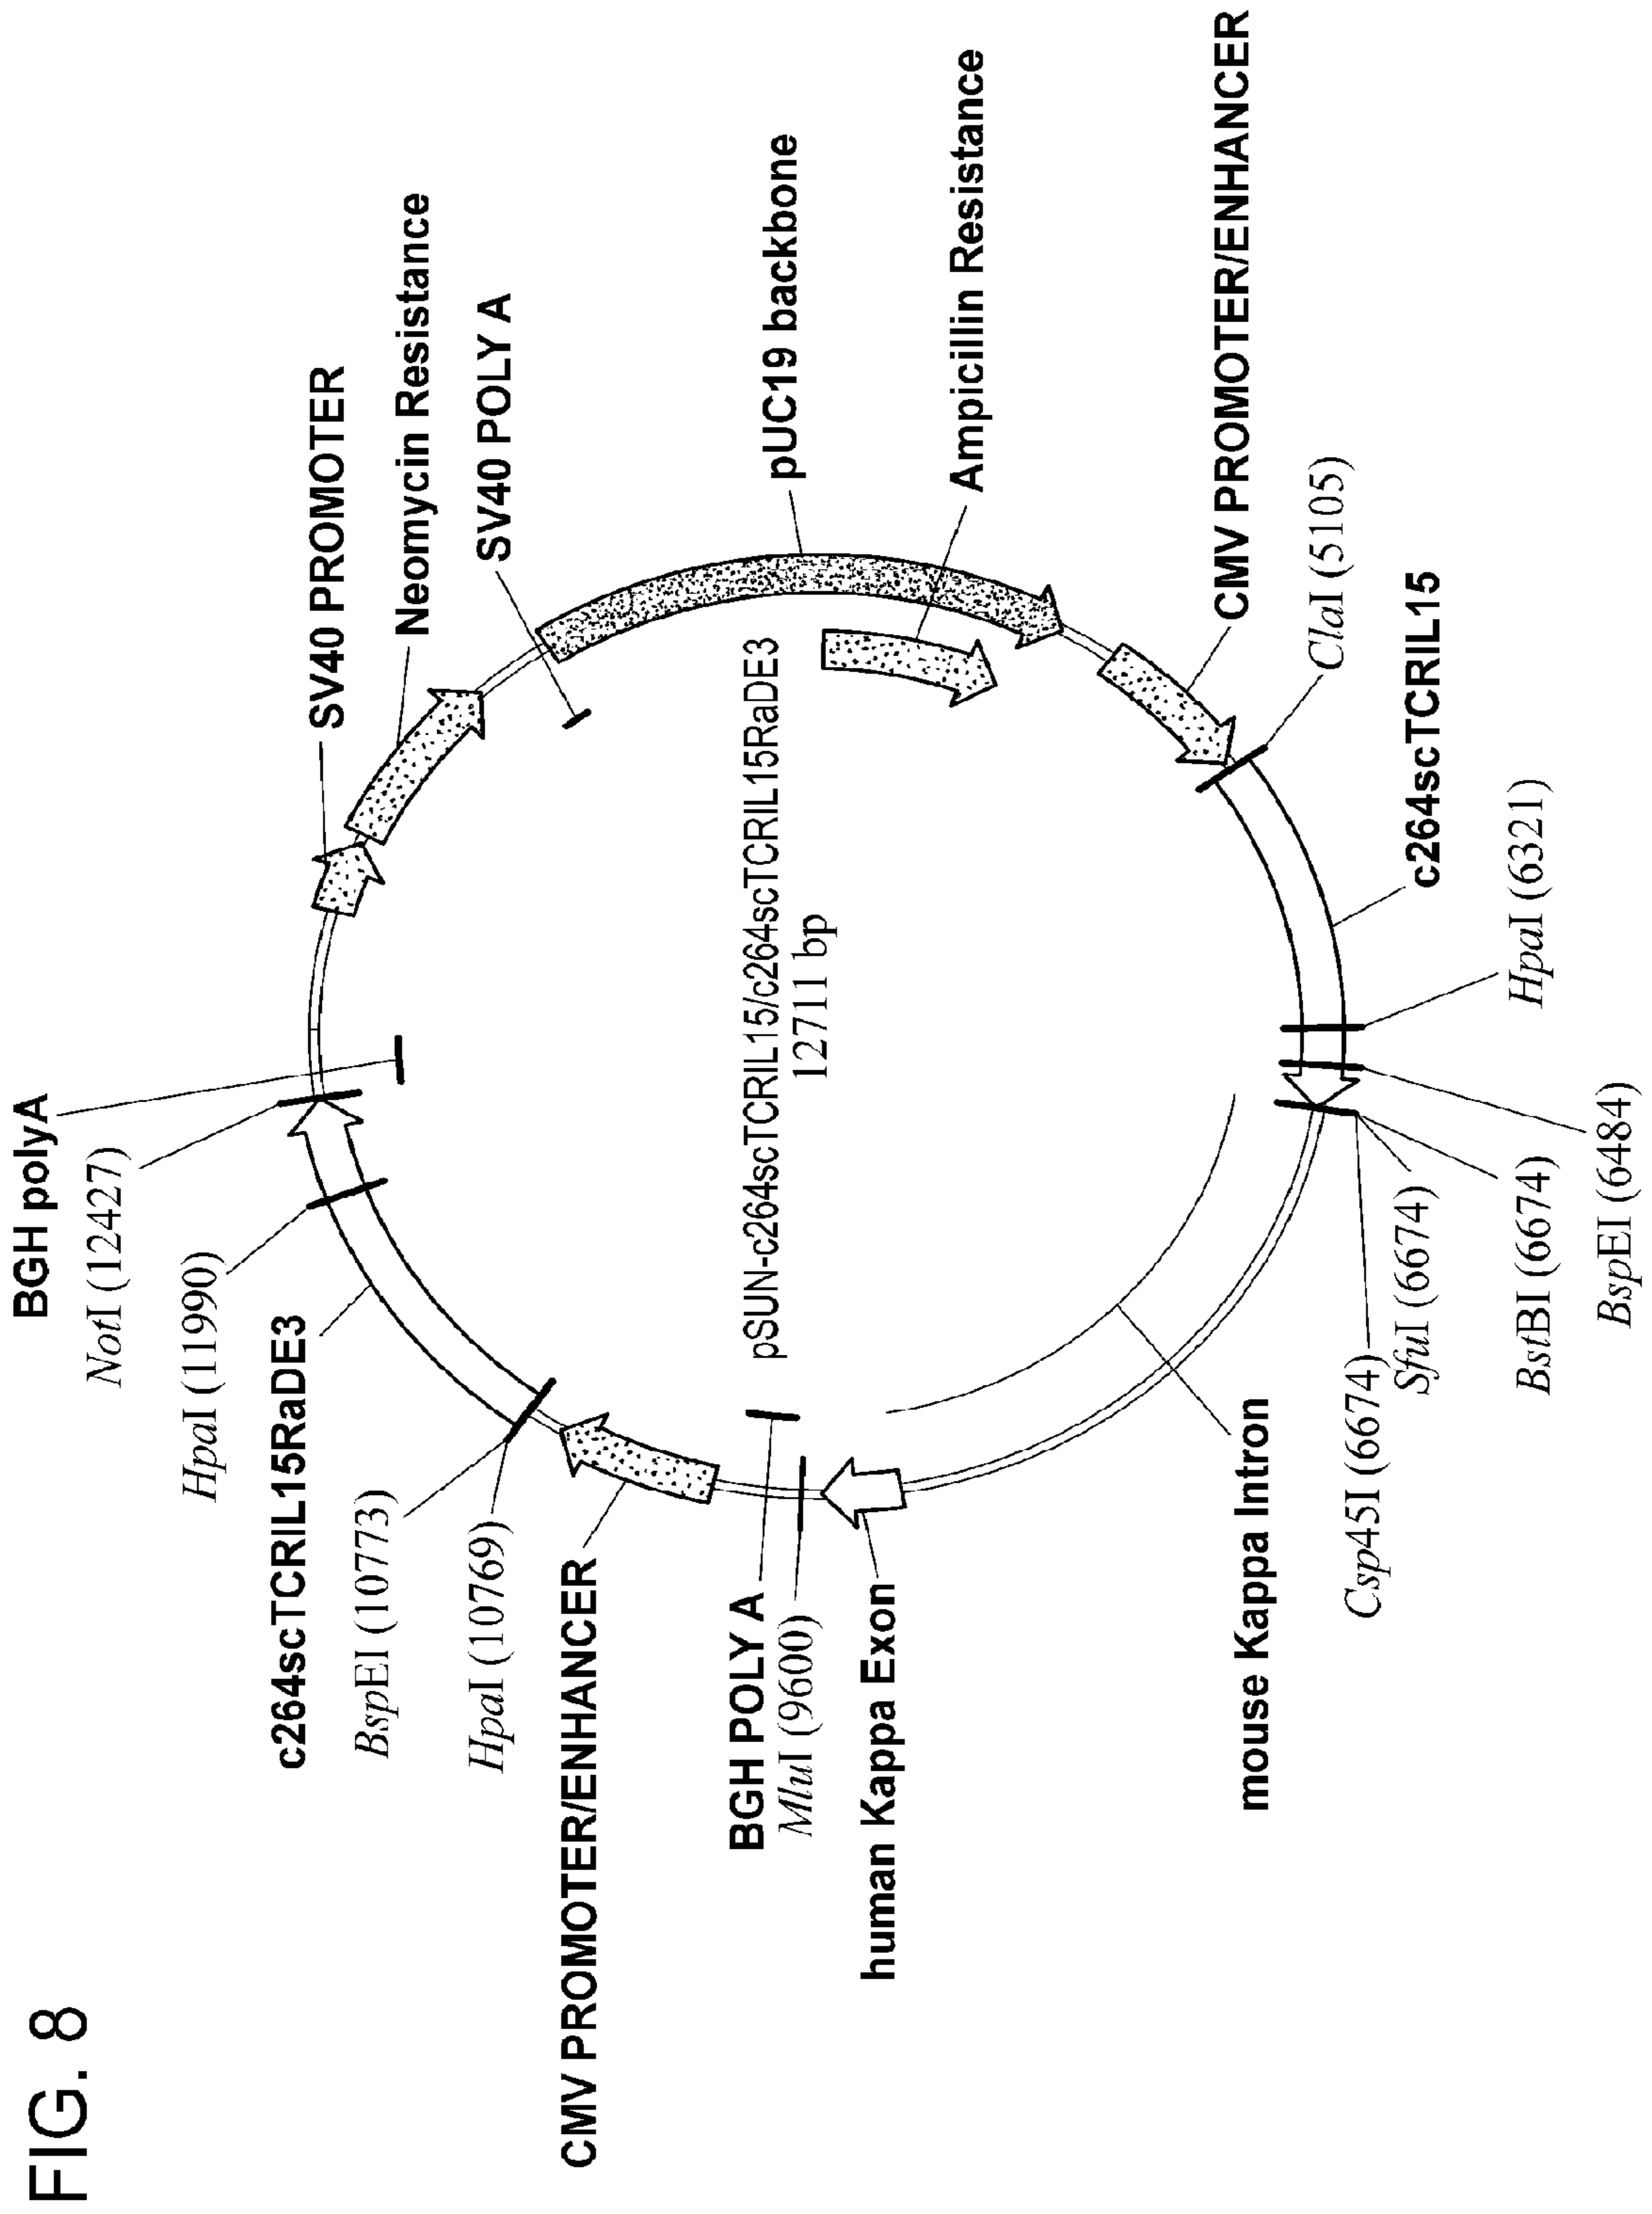 FIG. 8
BGH polyA
NotI (12427)
HpaI (11990)
c264scTCRIL15RaDE3
BspEI (10773)
HpaI (10769)
CMV PROMOTER/ENHANCER
BGH POLY A
MluI (9600)
human Kappa Exon
mouse Kappa Intron
SV40 PROMOTER
Neomycin Resistance
SV40 POLY A
pUC19 backbone
Ampicillin Resistance
CMV PROMOTER/ENHANCER
ClaI (5105)
c264scTCRIL15
HpaI (6321)
BspEI (6484)
BstBI (6674)
SfuI (6674)
Csp45I (6674)
pSUN-c264scTCRIL15/c264scTCRIL15RaDE3
12711 bp